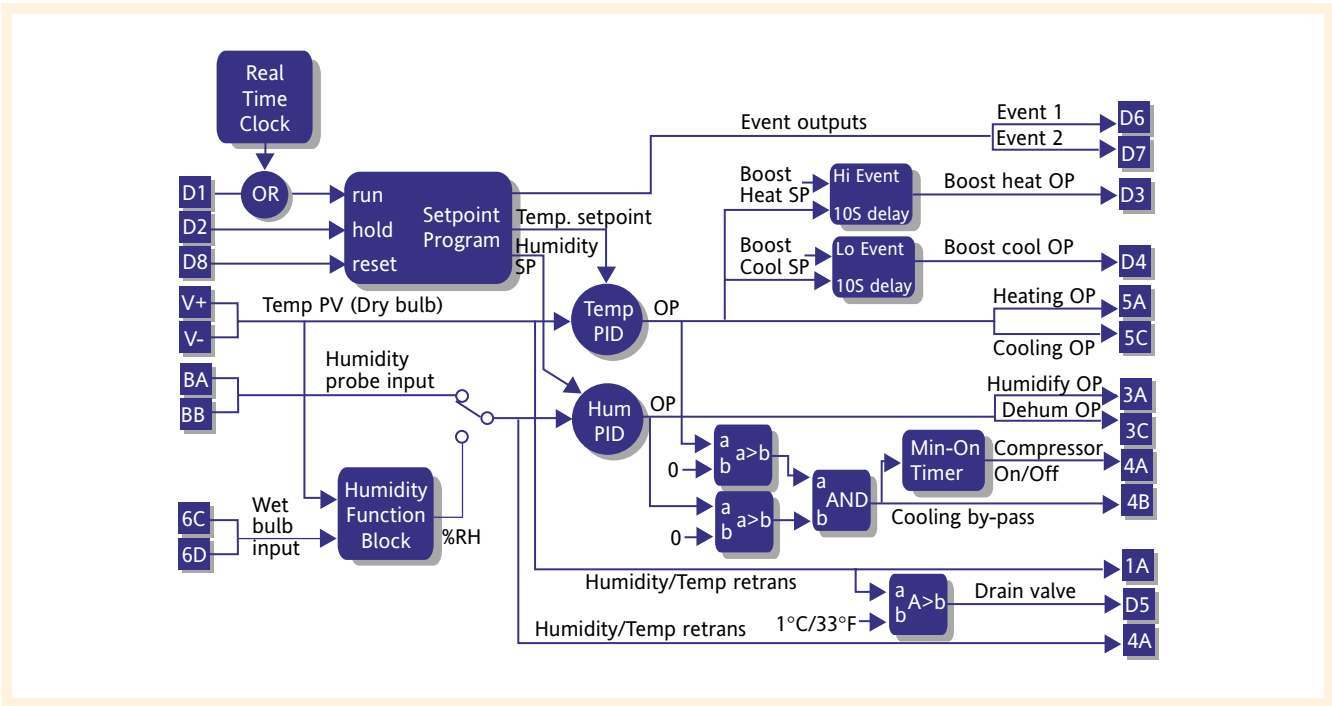 Real
Time
Clock
D1
OR
D2
D8
run
hold
reset
Setpoint
Program
Event outputs
Event 1
Event 2
D6
D7
Temp. setpoint
Humidity
SP
Boost
Heat SP
Hi Event
10S delay
Boost heat OP
D3
Boost
Cool SP
Lo Event
10S delay
Boost cool OP
D4
V+
V-
Temp PV (Dry bulb)
Temp
PID
OP
Heating OP
Cooling OP
5A
5C
BA
BB
Humidity
probe input
Hum
PID
OP
Humidify OP
Dehum OP
3A
3C
a
b
a>b
0
a
b
a>b
0
a
b
AND
Min-On
Timer
Compressor
On/Off
4A
Cooling by-pass
4B
6C
6D
Wet
bulb
input
Humidity
Function
Block
%RH
Humidity/Temp retrans
1A
a
b
A>b
1°C/33°F
Drain valve
D5
Humidity/Temp retrans
4A